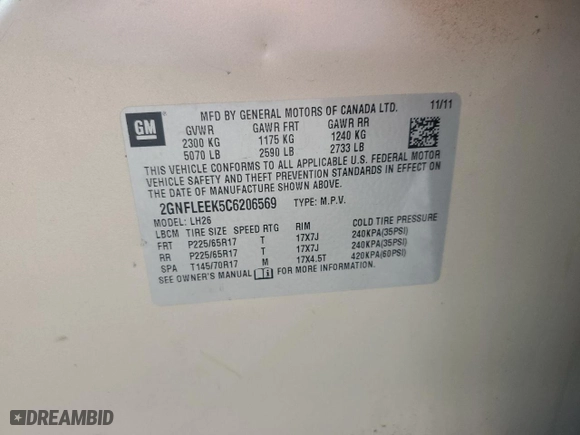 GM
MFD BY GENERAL MOTORS OF CANADA LTD. 11/11
GVWR GAWR FRT GAWR RR
2300 KG 1175 KG 1240 KG
5070 LB 2590 LB 2733 LB
THIS VEHICLE CONFORMS TO ALL APPLICABLE U.S. FEDERAL MOTOR
VEHICLE SAFETY AND THEFT PREVENTION STANDARDS IN EFFECT ON
THE DATE OF MANUFACTURE SHOWN ABOVE.
2GNFLEEK5C6206569 TYPE: M.P.V.
MODEL: LH26
LBCM TIRE SIZE SPEED RTG RIM COLD TIRE PRESSURE
FRT P225/65R17 T 17X7J 240KPA(35PSI)
RR P225/65R17 T 17X7J 240KPA(35PSI)
SPA T145/70R17 M 17X4.5T 420KPA(60PSI)
SEE OWNER'S MANUAL FOR MORE INFORMATION.
DREAMBID